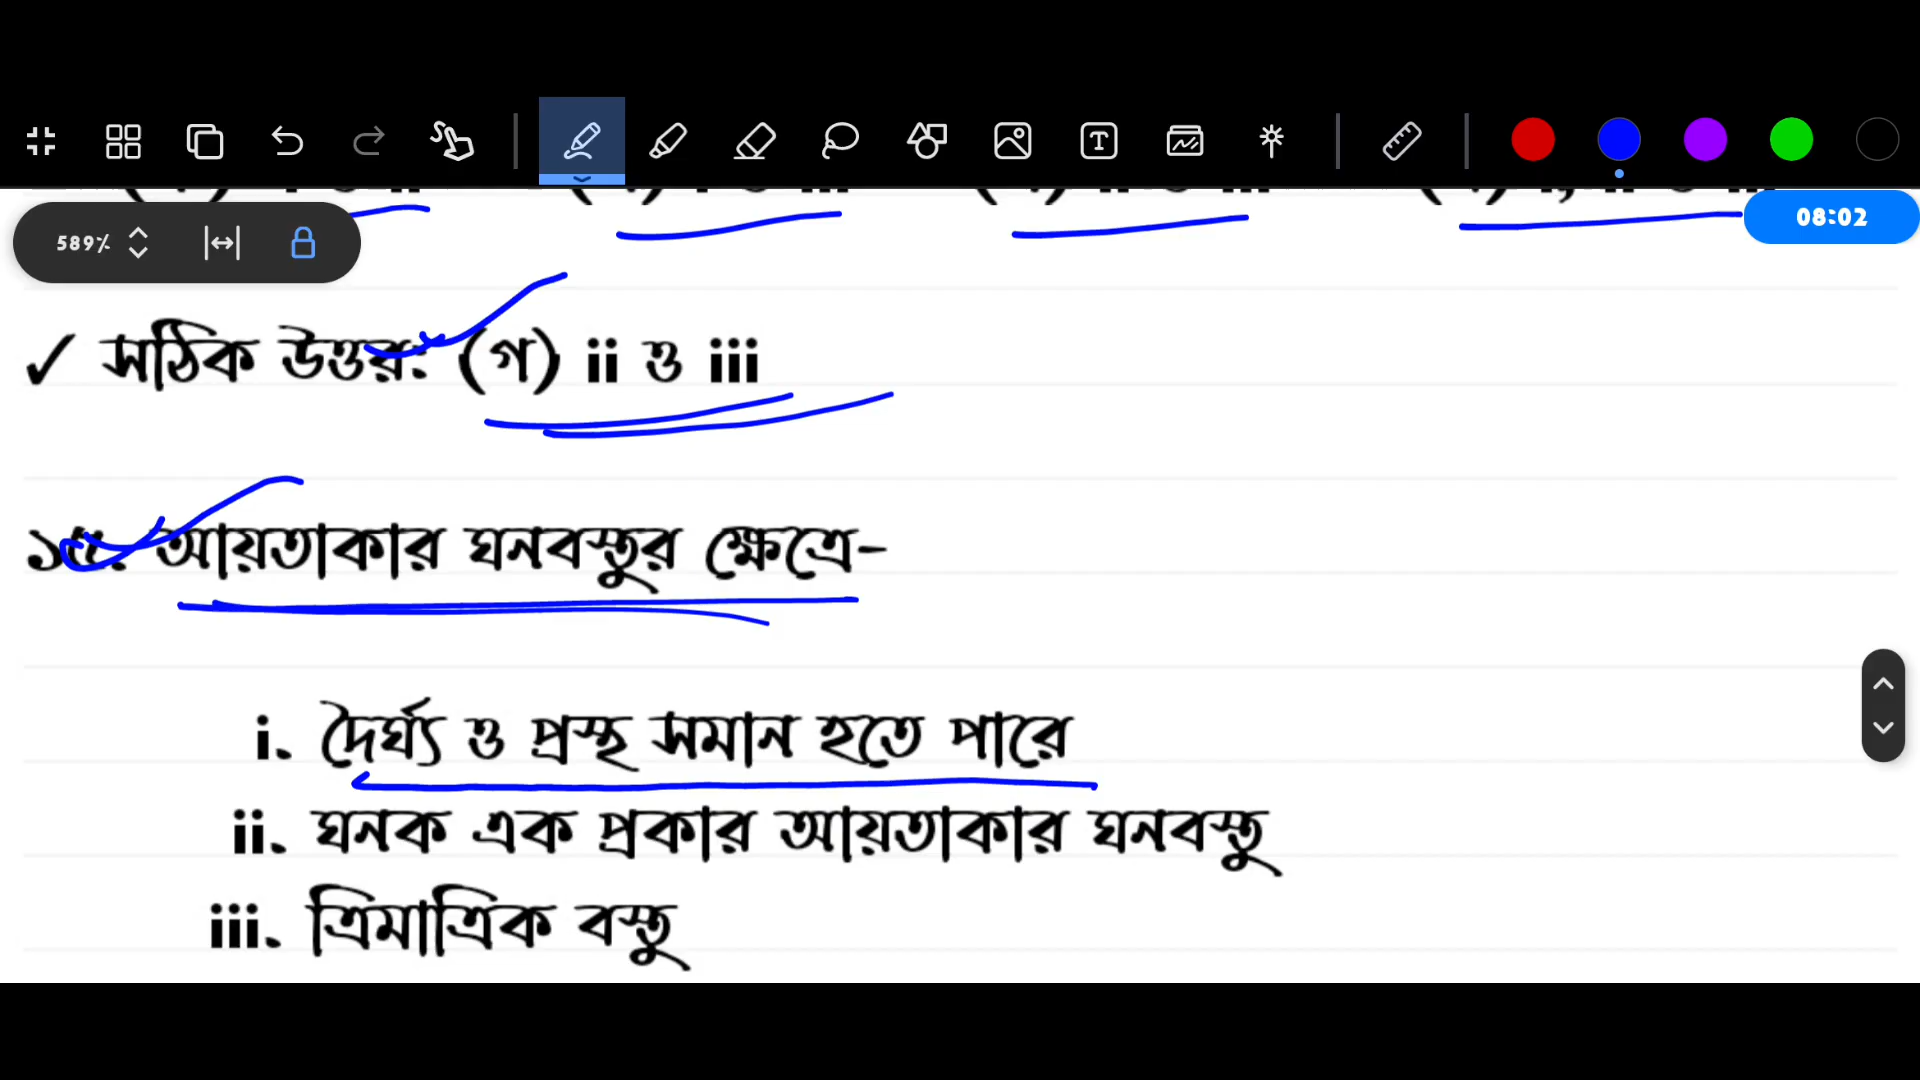 08:02
589%
✓ সঠিক উত্তর: (গ) ii ও iii
১৫. আয়তাকার ঘনবস্তুর ক্ষেত্রে-
i. দৈর্ঘ্য ও প্রস্থ সমান হতে পারে
ii. ঘনক এক প্রকার আয়তাকার ঘনবস্তু
iii. ত্রিমাত্রিক বস্তু